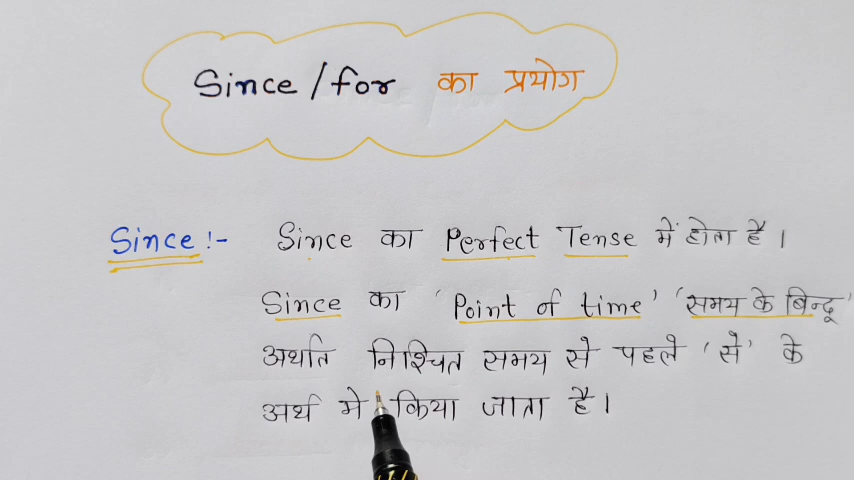 Since / for का प्रयोग
Since :- Since का Perfect Tense में होता है।
Since का 'Point of time' 'समय के बिन्दू'
अर्थात निश्चित समय से पहले 'से' के
अर्थ मे किया जाता है।